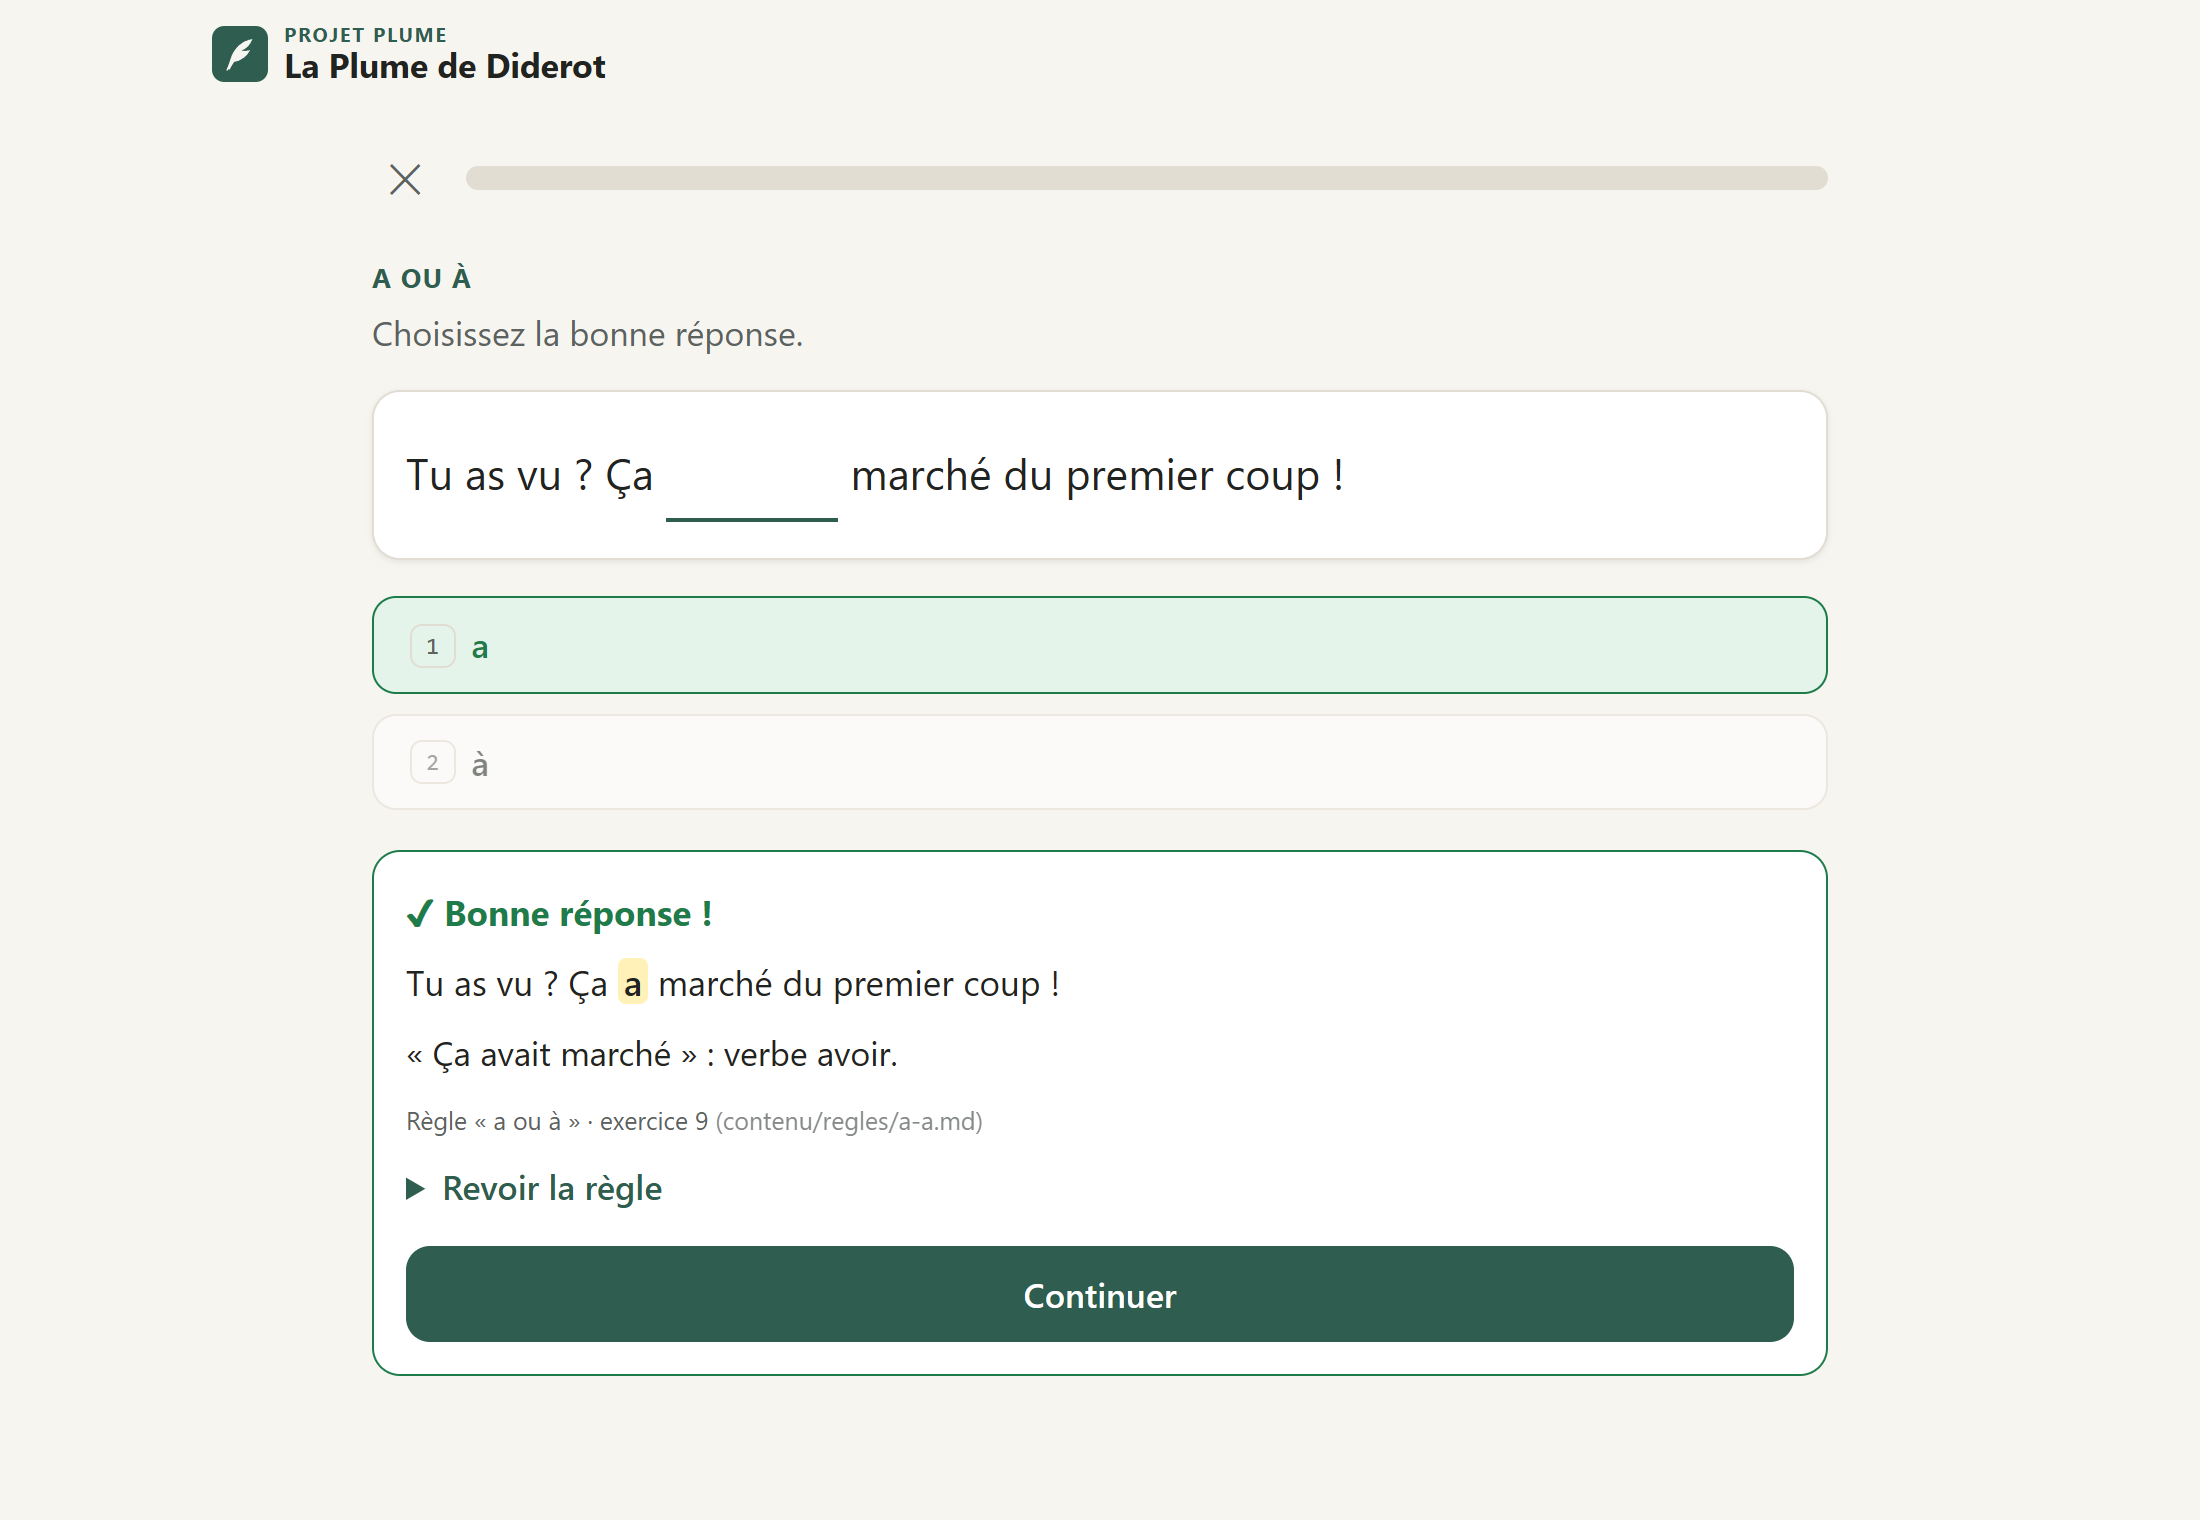 PROJET PLUME
La Plume de Diderot
A OU À
Choisissez la bonne réponse.
Tu as vu ? Ça ______ marché du premier coup !
1 a
2 à
✔ Bonne réponse !
Tu as vu ? Ça a marché du premier coup !
« Ça avait marché » : verbe avoir.
Règle « a ou à » · exercice 9 (contenu/regles/a-a.md)
▶ Revoir la règle
Continuer